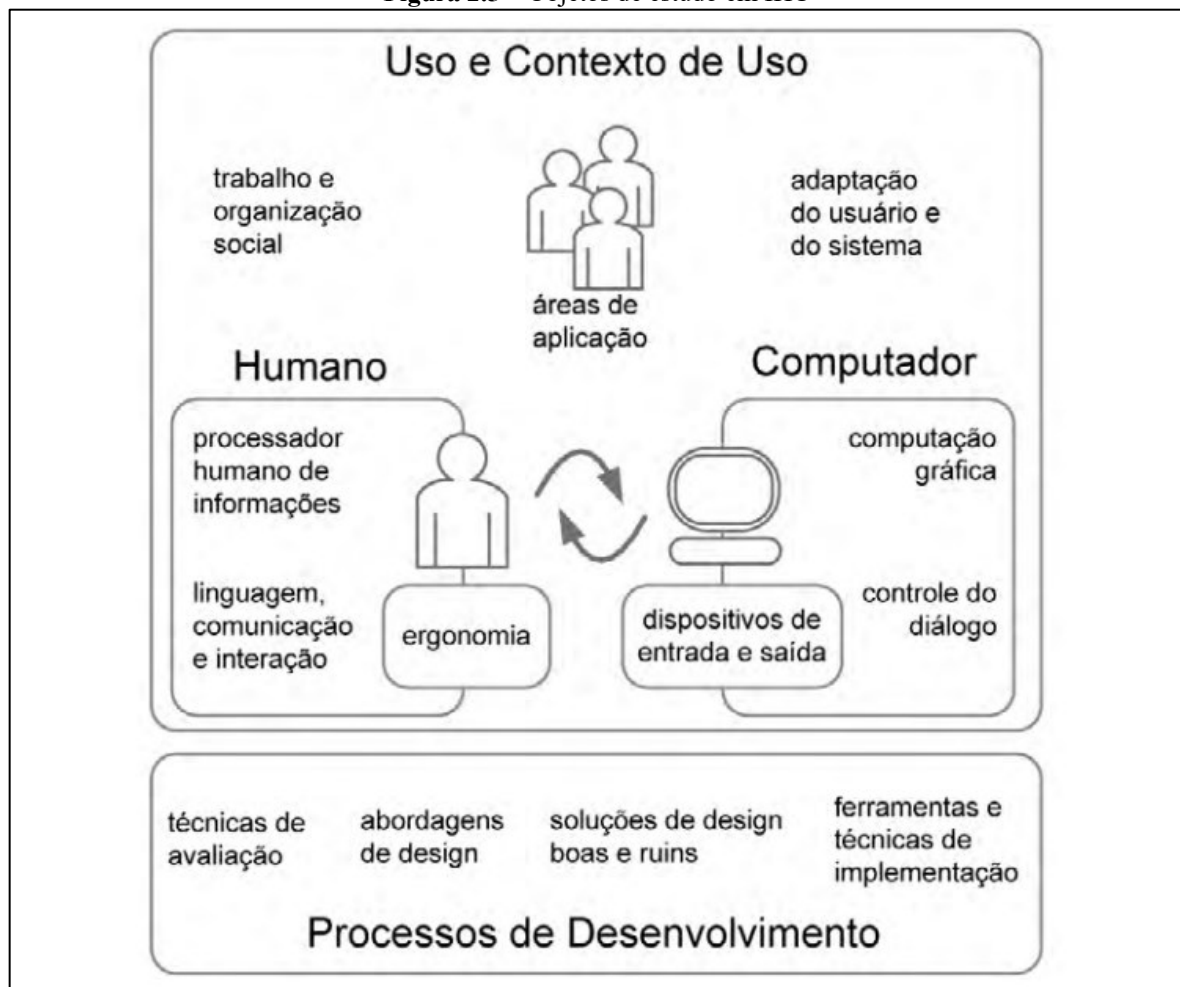 Uso e Contexto de Uso
trabalho e
organização
social
áreas de
aplicação
adaptação
do usuário e
do sistema
Humano
processador
humano de
informações
linguagem,
comunicação
e interação
ergonomia
Computador
computação
gráfica
controle do
diálogo
dispositivos de
entrada e saída
técnicas de
avaliação
abordagens
de design
soluções de design
boas e ruins
ferramentas e
técnicas de
implementação
Processos de Desenvolvimento